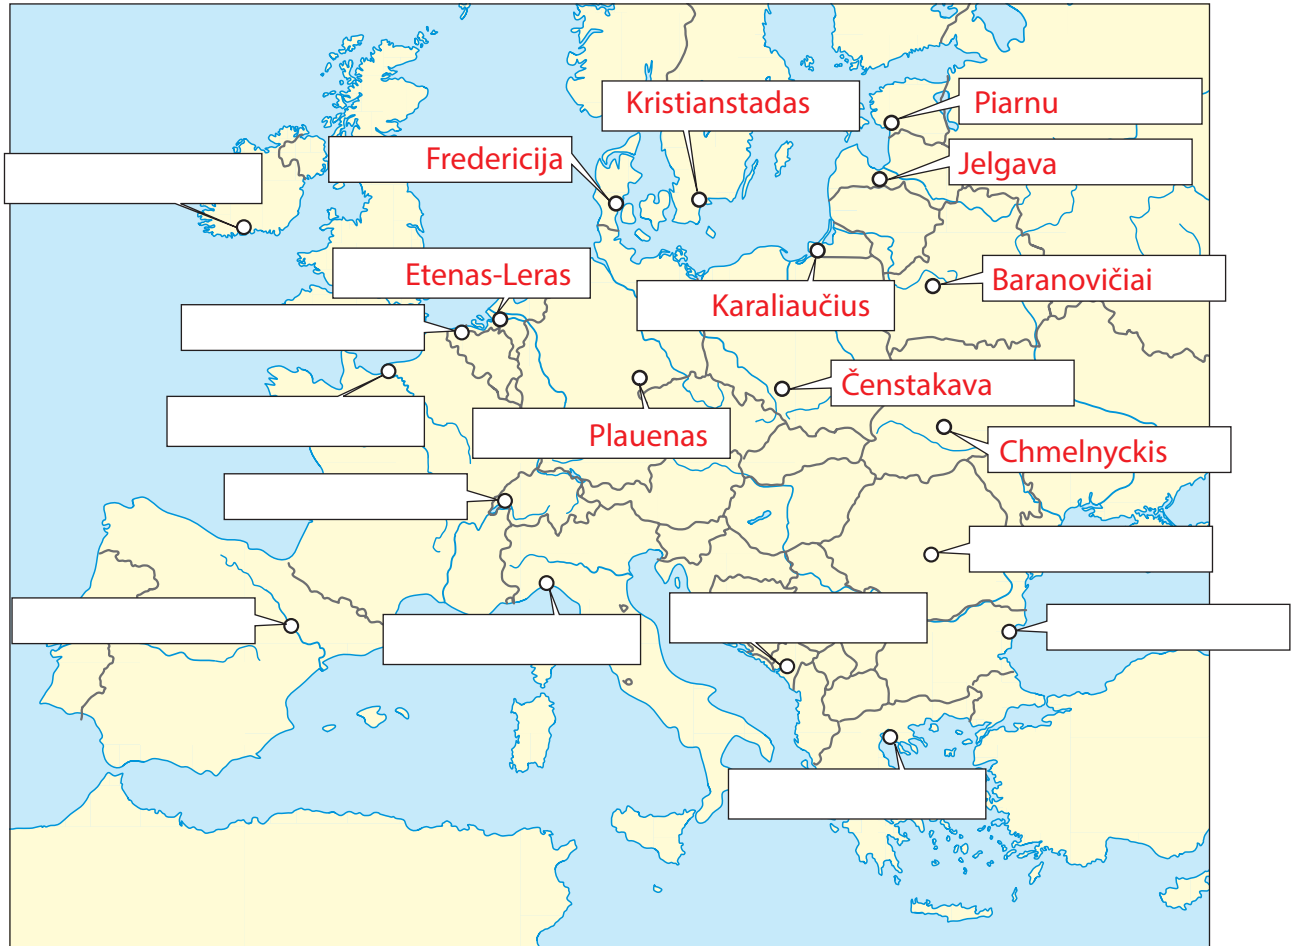 Kristianstadas
Piarnu
Fredericija
Jelgava
Etenas-Leras
Baranovičiai
Karaliaučius
Čenstakava
Plauenas
Chmelnyckis